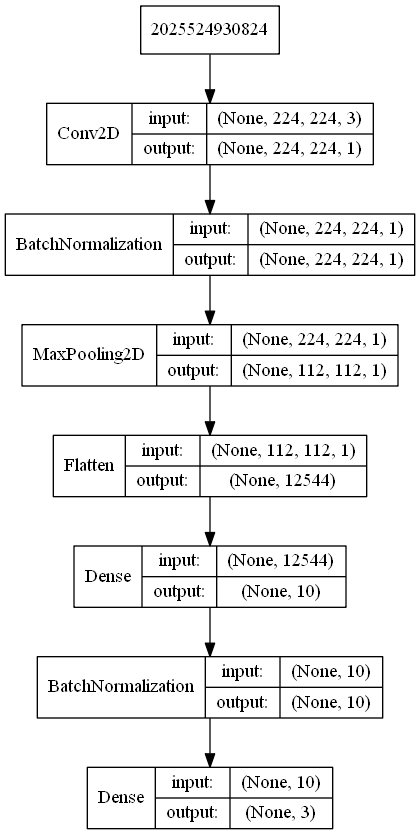 2025524930824
Conv2D
input: (None, 224, 224, 3)
output: (None, 224, 224, 1)
BatchNormalization
input: (None, 224, 224, 1)
output: (None, 224, 224, 1)
MaxPooling2D
input: (None, 224, 224, 1)
output: (None, 112, 112, 1)
Flatten
input: (None, 112, 112, 1)
output: (None, 12544)
Dense
input: (None, 12544)
output: (None, 10)
BatchNormalization
input: (None, 10)
output: (None, 10)
Dense
input: (None, 10)
output: (None, 3)